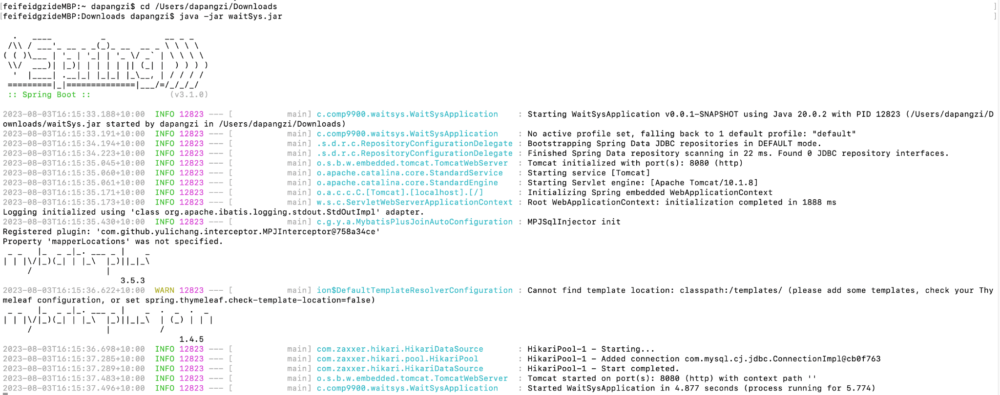 [feifeidgzideMBP:~ dapangzi$ cd /Users/dapangzi/Downloads ]
[feifeidgzideMBP:Downloads dapangzi$ java -jar waitSys.jar ]
  .   ____          _            __ _ _
 /\\ / ___'_ __ _ _(_)_ __  __ _ \ \ \ \
( ( )\___ | '_ | '_| | '_ \/ _` | \ \ \ \
 \\/  ___)| |_)| | | | | || (_| |  ) ) ) )
  '  |____| .__|_| |_|_| |_\__, | / / / /
 =========|_|==============|___/=/_/_/_/
 :: Spring Boot ::                (v3.1.0)
2023-08-03T16:15:33.188+10:00  INFO 12823 --- [           main] c.comp9900.waitsys.WaitSysApplication    : Starting WaitSysApplication v0.0.1-SNAPSHOT using Java 20.0.2 with PID 12823 (/Users/dapangzi/D
ownloads/waitSys.jar started by dapangzi in /Users/dapangzi/Downloads)
2023-08-03T16:15:33.191+10:00  INFO 12823 --- [           main] c.comp9900.waitsys.WaitSysApplication    : No active profile set, falling back to 1 default profile: "default"
2023-08-03T16:15:34.194+10:00  INFO 12823 --- [           main] .s.d.r.c.RepositoryConfigurationDelegate : Bootstrapping Spring Data JDBC repositories in DEFAULT mode.
2023-08-03T16:15:34.223+10:00  INFO 12823 --- [           main] .s.d.r.c.RepositoryConfigurationDelegate : Finished Spring Data repository scanning in 22 ms. Found 0 JDBC repository interfaces.
2023-08-03T16:15:35.045+10:00  INFO 12823 --- [           main] o.s.b.w.embedded.tomcat.TomcatWebServer  : Tomcat initialized with port(s): 8080 (http)
2023-08-03T16:15:35.060+10:00  INFO 12823 --- [           main] o.apache.catalina.core.StandardService   : Starting service [Tomcat]
2023-08-03T16:15:35.061+10:00  INFO 12823 --- [           main] o.apache.catalina.core.StandardEngine    : Starting Servlet engine: [Apache Tomcat/10.1.8]
2023-08-03T16:15:35.171+10:00  INFO 12823 --- [           main] o.a.c.c.C.[Tomcat].[localhost].[/]       : Initializing Spring embedded WebApplicationContext
2023-08-03T16:15:35.173+10:00  INFO 12823 --- [           main] w.s.c.ServletWebServerApplicationContext : Root WebApplicationContext: initialization completed in 1888 ms
Logging initialized using 'class org.apache.ibatis.logging.stdout.StdOutImpl' adapter.
2023-08-03T16:15:35.430+10:00  INFO 12823 --- [           main] c.g.y.a.MybatisPlusJoinAutoConfiguration : MPJSqlInjector init
Registered plugin: 'com.github.yulichang.interceptor.MPJInterceptor@758a34ce'
Property 'mapperLocations' was not specified.
 _ _   |_  _ _|_. ___ _ |    _
| | |\/|_)(_| | |_\  |_)||_|_\
     /               |
                        3.5.3
2023-08-03T16:15:36.622+10:00  WARN 12823 --- [           main] ion$DefaultTemplateResolverConfiguration : Cannot find template location: classpath:/templates/ (please add some templates, check your Thy
meleaf configuration, or set spring.thymeleaf.check-template-location=false)
 _ _   |_  _ _|_. ___ _ |    _  .  _  .  _
| | |\/|_)(_| | |_\  |_)||_|_\  | (_) | | |
     /               |          /
                                    1.4.5
2023-08-03T16:15:36.698+10:00  INFO 12823 --- [           main] com.zaxxer.hikari.HikariDataSource       : HikariPool-1 - Starting...
2023-08-03T16:15:37.285+10:00  INFO 12823 --- [           main] com.zaxxer.hikari.pool.HikariPool        : HikariPool-1 - Added connection com.mysql.cj.jdbc.ConnectionImpl@cb0f763
2023-08-03T16:15:37.289+10:00  INFO 12823 --- [           main] com.zaxxer.hikari.HikariDataSource       : HikariPool-1 - Start completed.
2023-08-03T16:15:37.483+10:00  INFO 12823 --- [           main] o.s.b.w.embedded.tomcat.TomcatWebServer  : Tomcat started on port(s): 8080 (http) with context path ''
2023-08-03T16:15:37.496+10:00  INFO 12823 --- [           main] c.comp9900.waitsys.WaitSysApplication    : Started WaitSysApplication in 4.877 seconds (process running for 5.774)